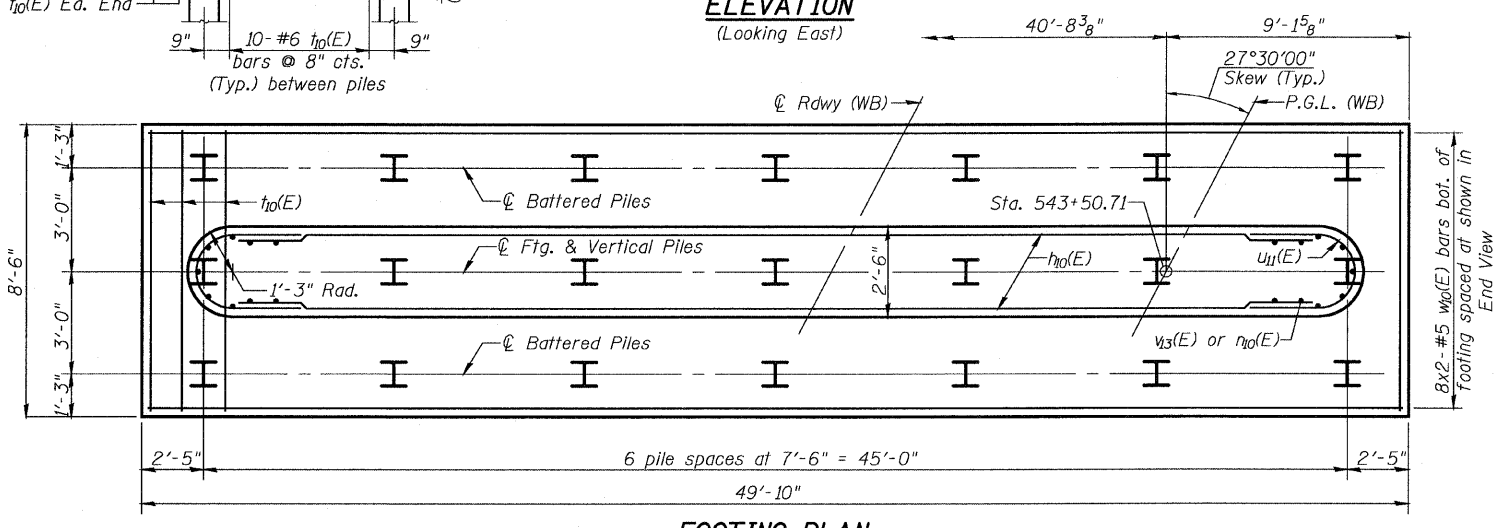 t10(E) Ea. End
ELEVATION
(Looking East)
9"
10- #6 t10(E)
bars @ 8" cts.
(Typ.) between piles
9"
40'-8 3/8"
9'-1 5/8"
27°30'00"
Skew (Typ.)
℄ Rdwy (WB)
P.G.L. (WB)
8'-6"
1'-3"
3'-0"
3'-0"
1'-3"
t10(E)
℄ Battered Piles
℄ Ftg. & Vertical Piles
1'-3" Rad.
℄ Battered Piles
2'-6"
Sta. 543+50.71
h10(E)
u11(E)
v13(E) or n10(E)
8x2-#5 w10(E) bars bot. of
footing spaced at shown in
End View
2'-5"
6 pile spaces at 7'-6" = 45'-0"
2'-5"
49'-10"
FOOTING PLAN